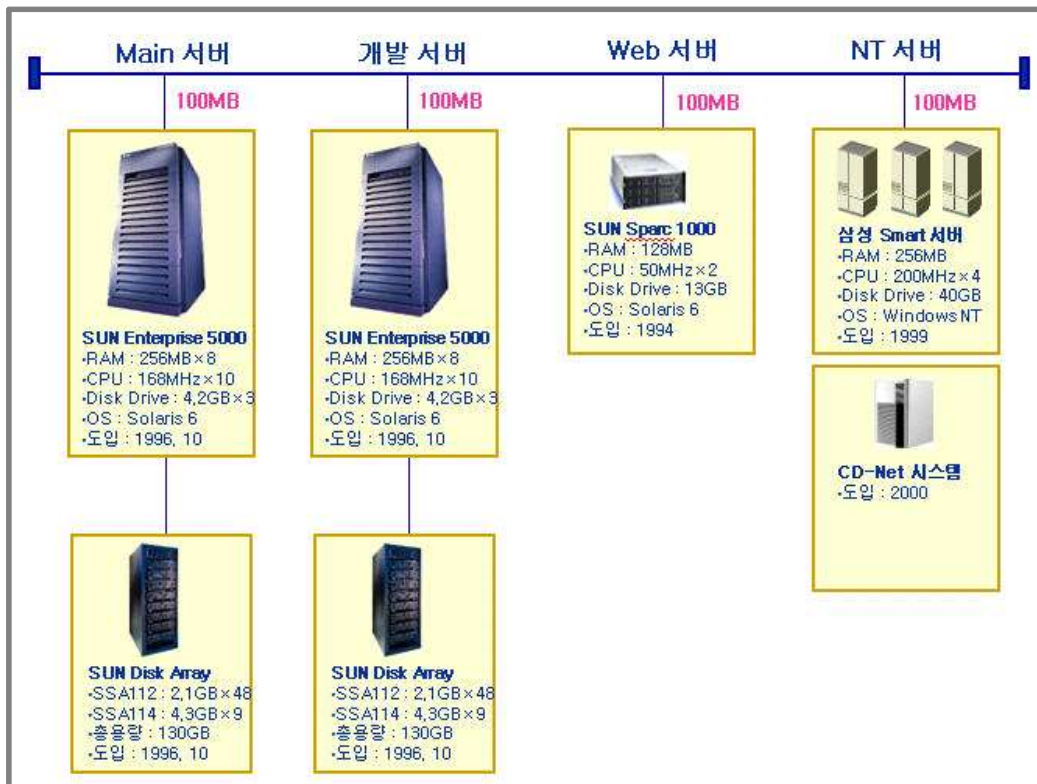 Main 서버
개발 서버
Web 서버
NT 서버
100MB
100MB
100MB
100MB
SUN Enterprise 5000
•RAM : 256MB×8
•CPU : 168MHz×10
•Disk Drive : 4,2GB×3
•OS : Solaris 6
•도입 : 1996, 10
SUN Enterprise 5000
•RAM : 256MB×8
•CPU : 168MHz×10
•Disk Drive : 4,2GB×3
•OS : Solaris 6
•도입 : 1996, 10
SUN Sparc 1000
•RAM : 128MB
•CPU : 50MHz×2
•Disk Drive : 13GB
•OS : Solaris 6
•도입 : 1994
삼성 Smart 서버
•RAM : 256MB
•CPU : 200MHz×4
•Disk Drive : 40GB
•OS : Windows NT
•도입 : 1999
CD-Net 시스템
•도입 : 2000
SUN Disk Array
•SSA112 : 2,1GB×48
•SSA114 : 4,3GB×9
•총용량 : 130GB
•도입 : 1996, 10
SUN Disk Array
•SSA112 : 2,1GB×48
•SSA114 : 4,3GB×9
•총용량 : 130GB
•도입 : 1996, 10